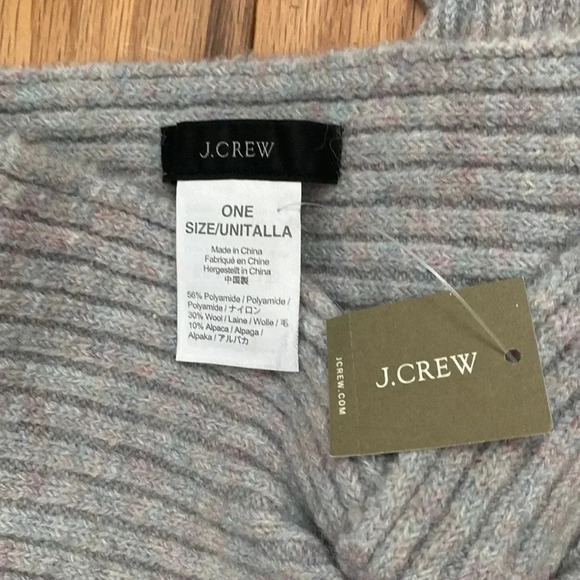 J.CREW
ONE
SIZE/UNITALLA
Made in China
Fabriqué en Chine
Hergestellt in China
中国製
56% Polyamide / Polyamide /
Polyamide / ナイロン
30% Wool / Laine / Wolle / 毛
10% Alpaca / Alpaga /
Alpaka / アルパカ
J.CREW
JCREW.COM